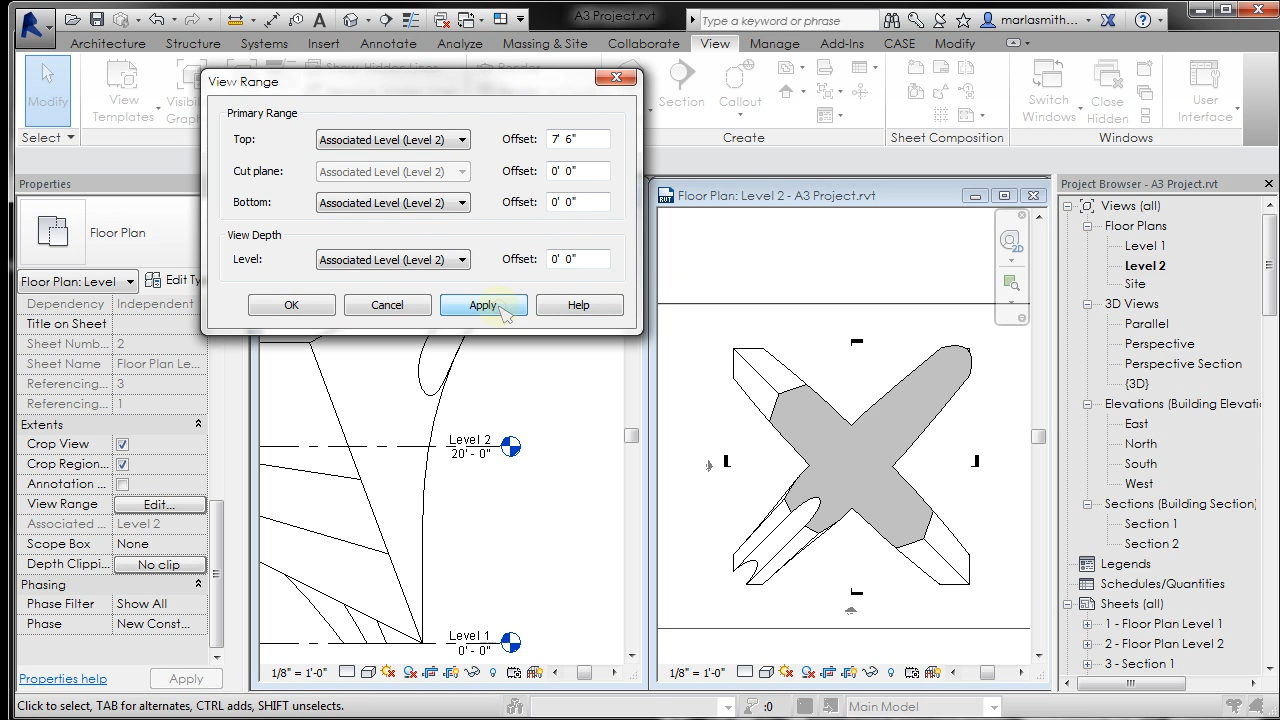 A3 Project.rvt
Type a keyword or phrase
marlasmith...
Architecture Structure Systems Insert Annotate Analyze Massing & Site Collaborate View Manage Add-Ins CASE Modify
Modify
View
Templates
Show Hidden Lines
Render
Section
Callout
Switch
Windows
Close
Hidden
User
Interface
Select
Create
Sheet Composition
Windows
View Range
Primary Range
Top: Associated Level (Level 2) Offset: 7' 6"
Cut plane: Associated Level (Level 2) Offset: 0' 0"
Bottom: Associated Level (Level 2) Offset: 0' 0"
View Depth
Level: Associated Level (Level 2) Offset: 0' 0"
OK Cancel Apply Help
Properties
Floor Plan
Floor Plan: Level Edit Ty
Dependency Independent
Title on Sheet
Sheet Numb... 2
Sheet Name Floor Plan Le...
Referencing... 3
Referencing... 1
Extents
Crop View
Crop Region...
Annotation ...
View Range Edit...
Associated ... Level 2
Scope Box None
Depth Clippi... No clip
Phasing
Phase Filter Show All
Phase New Const...
Properties help Apply
Level 2
20' - 0"
Level 1
0' - 0"
1/8" = 1'-0"
Floor Plan: Level 2 - A3 Project.rvt
2D
1/8" = 1'-0"
Project Browser - A3 Project.rvt
Views (all)
Floor Plans
Level 1
Level 2
Site
3D Views
Parallel
Perspective
Perspective Section
{3D}
Elevations (Building Elevatio
East
North
South
West
Sections (Building Section)
Section 1
Section 2
Legends
Schedules/Quantities
Sheets (all)
1 - Floor Plan Level 1
2 - Floor Plan Level 2
3 - Section 1
Click to select, TAB for alternates, CTRL adds, SHIFT unselects.
:0
Main Model